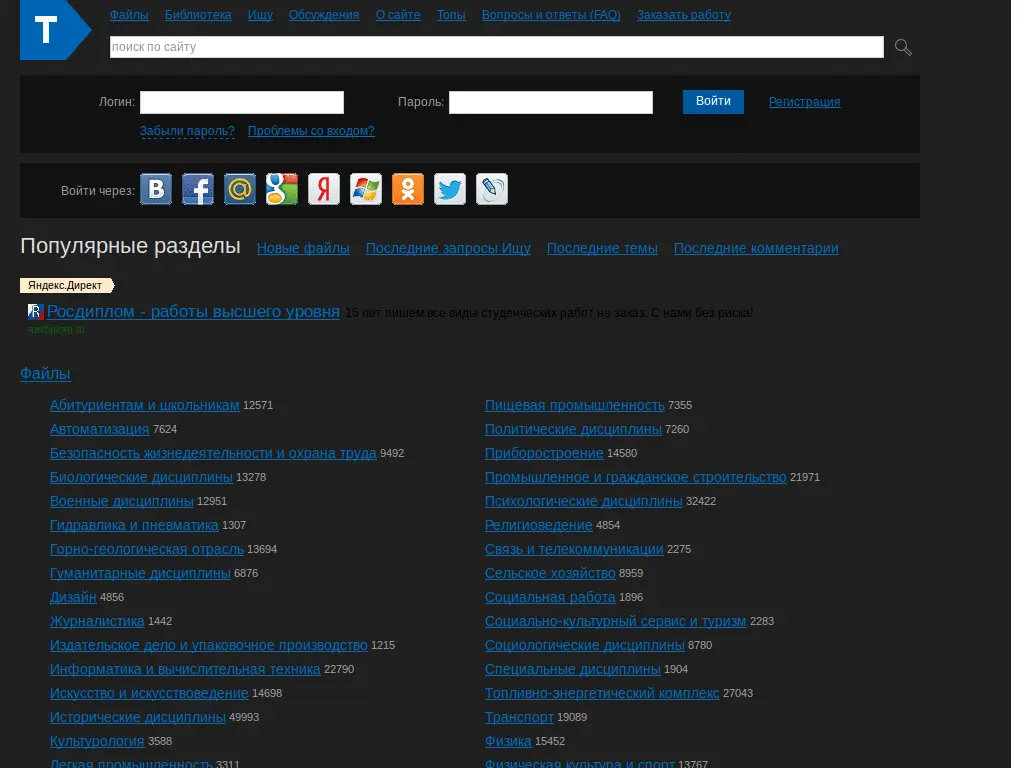 T
Файлы Библиотека Ищу Обсуждения О сайте Топы Вопросы и ответы (FAQ) Заказать работу
поиск по сайту
Логин: Пароль: Войти Регистрация
Забыли пароль? Проблемы со входом?
Войти через:
Популярные разделы Новые файлы Последние запросы Ищу Последние темы Последние комментарии
Яндекс.Директ
Росдиплом - работы высшего уровня 15 лет пишем все виды студенческих работ на заказ. С нами без риска!
rosdiplom.ru
Файлы
Абитуриентам и школьникам 12571
Автоматизация 7624
Безопасность жизнедеятельности и охрана труда 9492
Биологические дисциплины 13278
Военные дисциплины 12951
Гидравлика и пневматика 1307
Горно-геологическая отрасль 13694
Гуманитарные дисциплины 6876
Дизайн 4856
Журналистика 1442
Издательское дело и упаковочное производство 1215
Информатика и вычислительная техника 22790
Искусство и искусствоведение 14698
Исторические дисциплины 49993
Культурология 3588
Легкая промышленность 3311
Пищевая промышленность 7355
Политические дисциплины 7260
Приборостроение 14580
Промышленное и гражданское строительство 21971
Психологические дисциплины 32422
Религиоведение 4854
Связь и телекоммуникации 2275
Сельское хозяйство 8959
Социальная работа 1896
Социально-культурный сервис и туризм 2283
Социологические дисциплины 8780
Специальные дисциплины 1904
Топливно-энергетический комплекс 27043
Транспорт 19089
Физика 15452
Физическая культура и спорт 13767